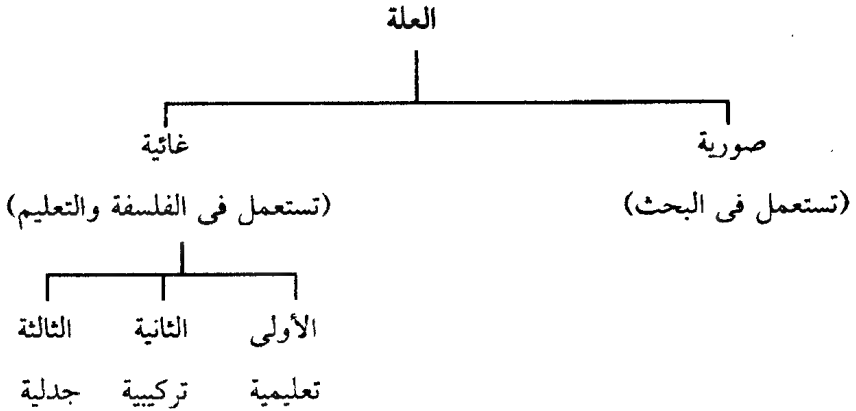 العلة
صورية غائية
(تستعمل فى البحث) (تستعمل فى الفلسفة والتعليم)
الأولى الثانية الثالثة
تعليمية تركيبية جدلية